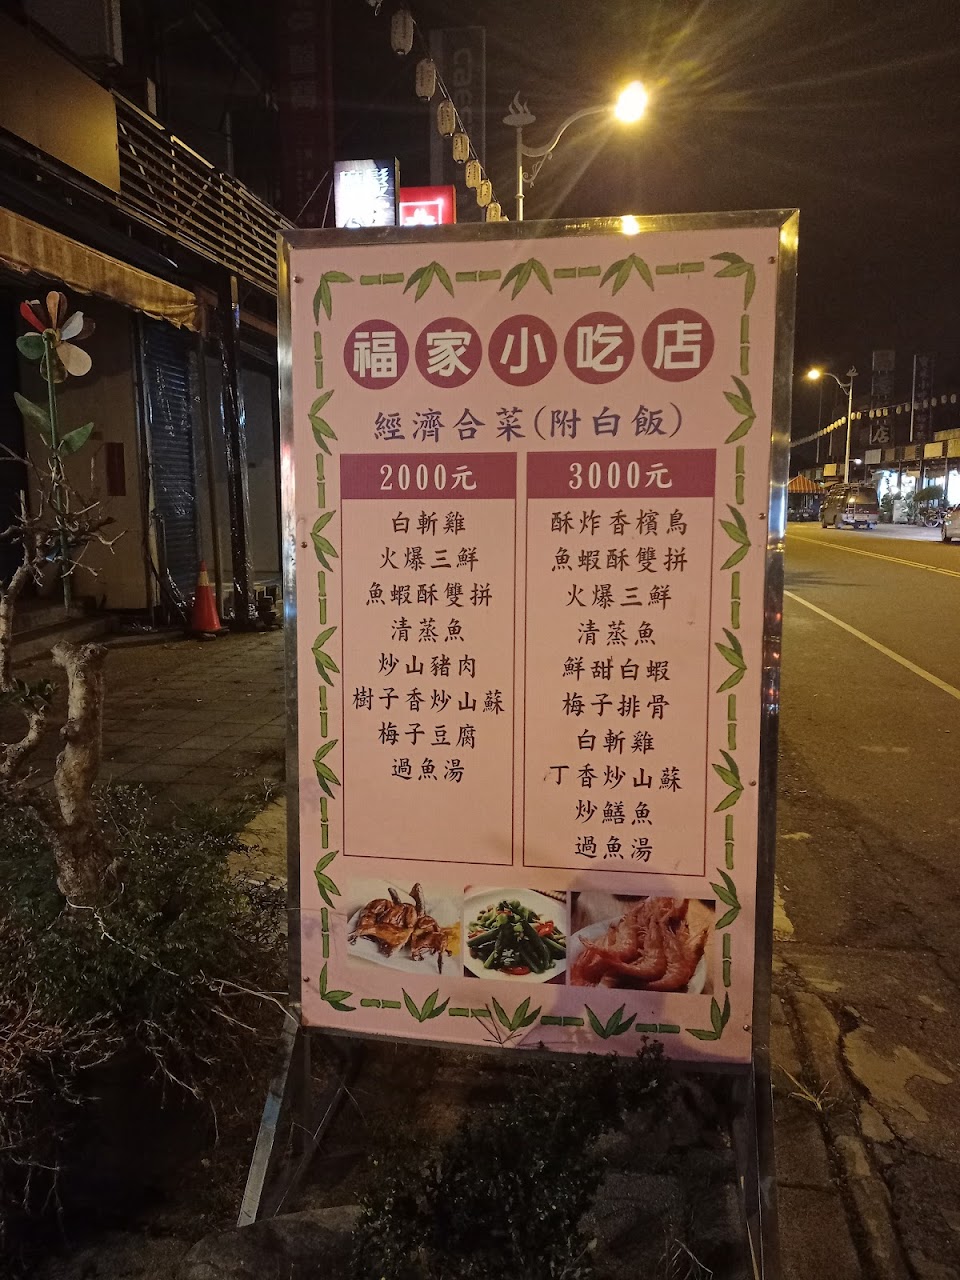 福家小吃店
經濟合菜(附白飯)
2000元
白斬雞
火爆三鮮
魚蝦酥雙拼
清蒸魚
炒山豬肉
樹子香炒山蘇
梅子豆腐
過魚湯
3000元
酥炸香檳鳥
魚蝦酥雙拼
火爆三鮮
清蒸魚
鮮甜白蝦
梅子排骨
白斬雞
丁香炒山蘇
炒鱔魚
過魚湯
店